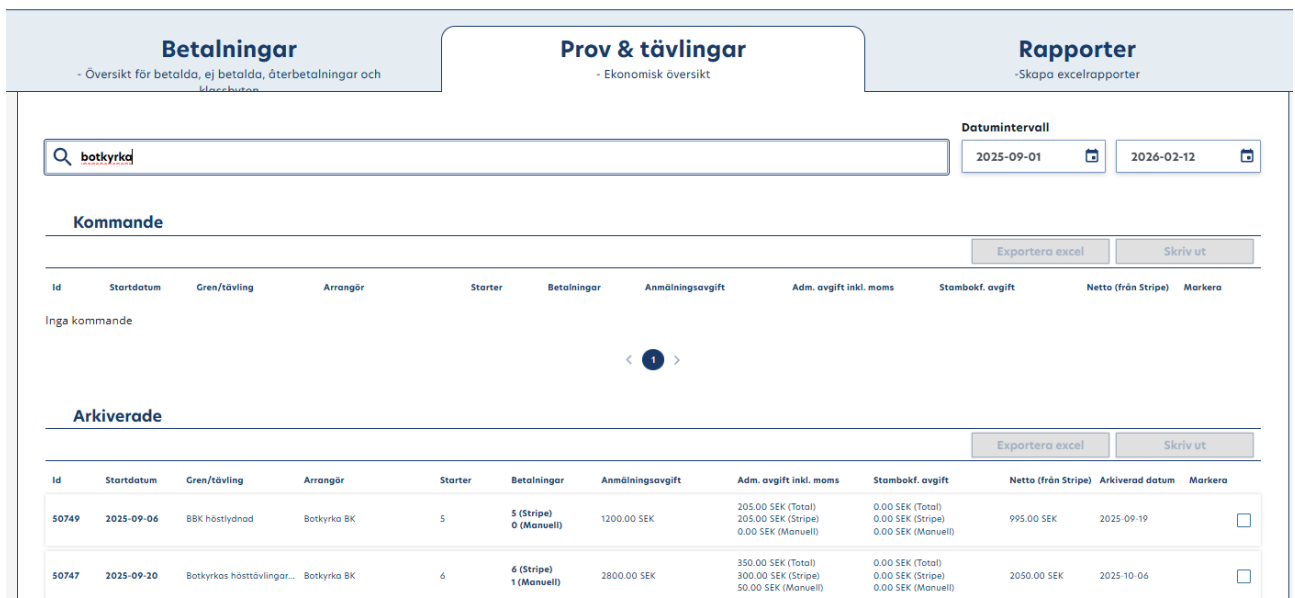 Betalningar
- Översikt för betalda, ej betalda, återbetalningar och
klassbyten
Prov & tävlingar
- Ekonomisk översikt
Rapporter
-Skapa excelrapporter
botkyrka
Datumintervall
2025-09-01
2026-02-12
Kommande
Exportera excel Skriv ut
Id Startdatum Gren/tävling Arrangör Starter Betalningar Anmälningsavgift Adm. avgift inkl. moms Stambokf. avgift Netto (från Stripe) Markera
Inga kommande
1
Arkiverade
Exportera excel Skriv ut
Id Startdatum Gren/tävling Arrangör Starter Betalningar Anmälningsavgift Adm. avgift inkl. moms Stambokf. avgift Netto (från Stripe) Arkiverad datum Markera
205.00 SEK (Total) 0.00 SEK (Total)
50749 2025-09-06 BBK höstlydnad Botkyrka BK 5 5 (Stripe) 1200.00 SEK 205.00 SEK (Stripe) 0.00 SEK (Stripe) 995.00 SEK 2025-09-19
0 (Manuell) 0.00 SEK (Manuell) 0.00 SEK (Manuell)
350.00 SEK (Total) 0.00 SEK (Total)
50747 2025-09-20 Botkyrkas hösttävlingar... Botkyrka BK 6 6 (Stripe) 2800.00 SEK 300.00 SEK (Stripe) 0.00 SEK (Stripe) 2050.00 SEK 2025-10-06
1 (Manuell) 50.00 SEK (Manuell) 0.00 SEK (Manuell)